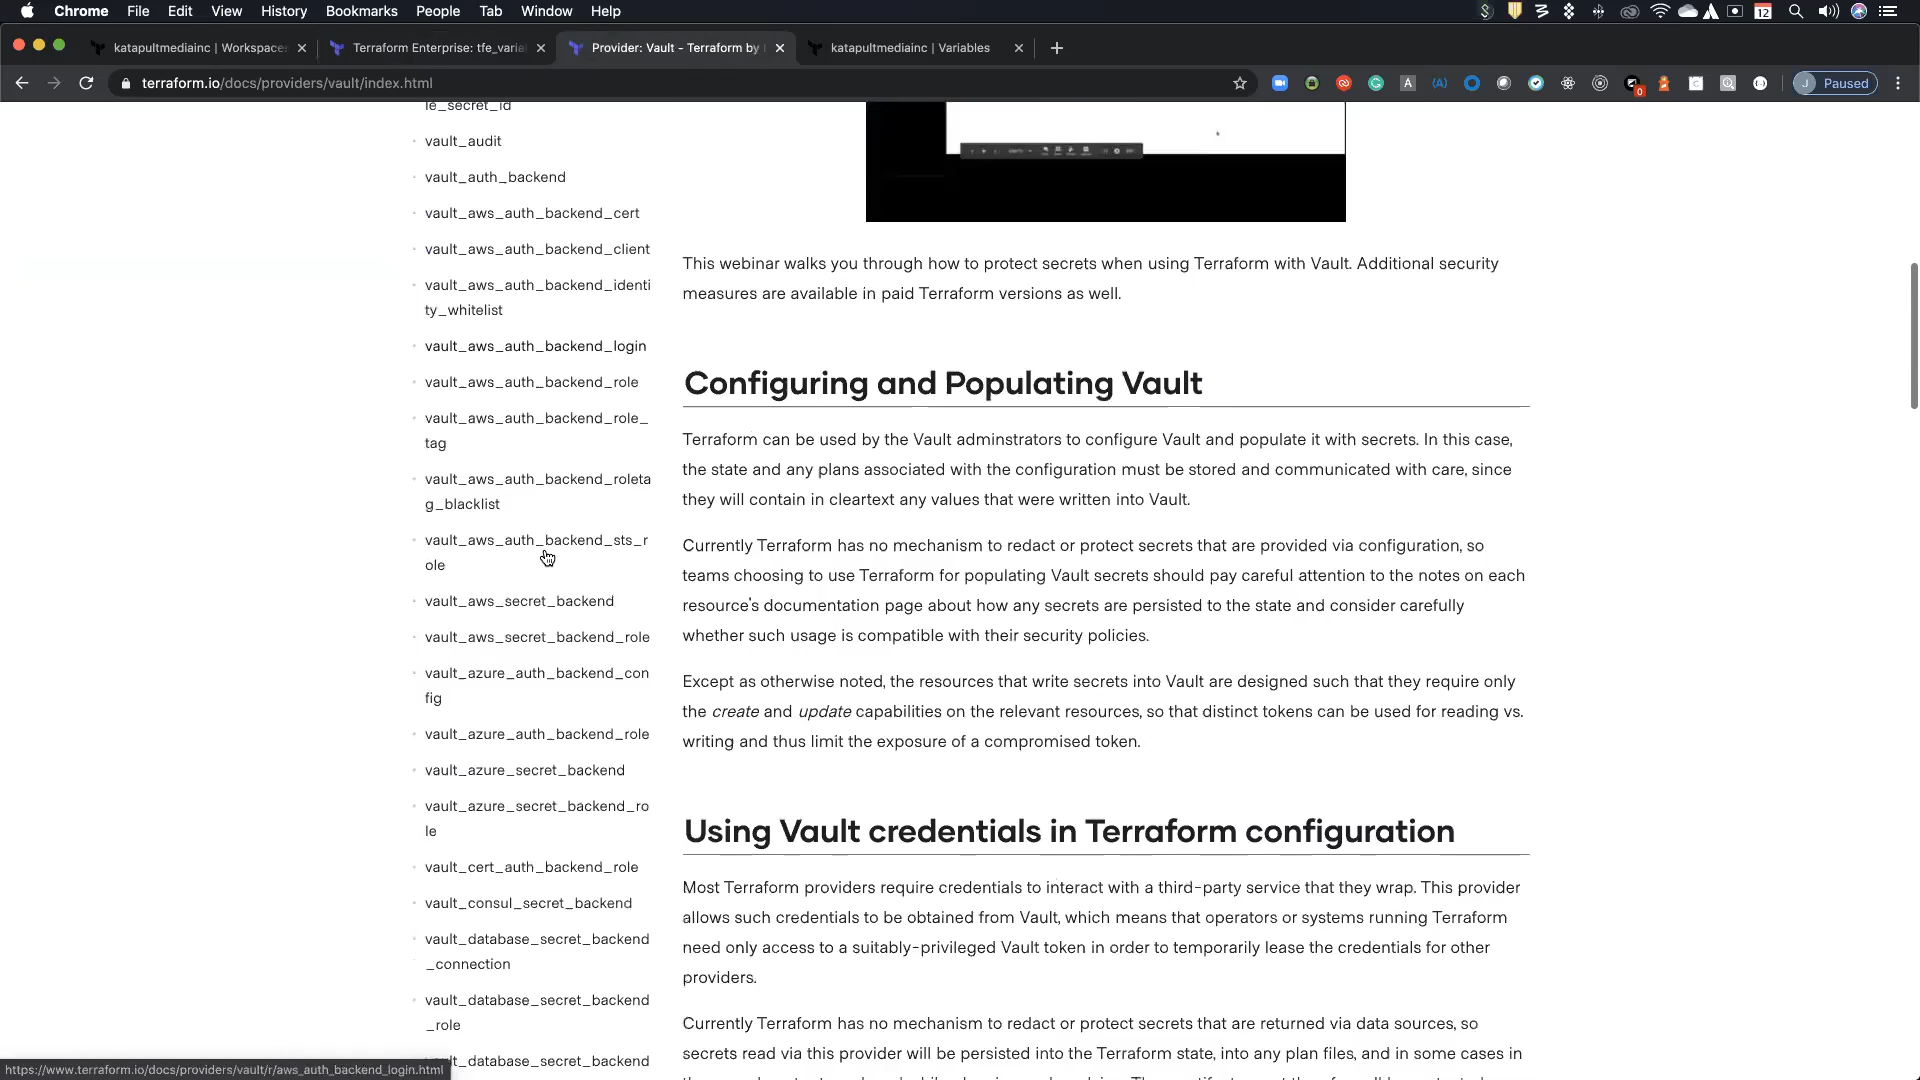 Chrome File Edit View History Bookmarks People Tab Window Help
katapultmediainc | Workspace
Terraform Enterprise: tfe_varia
Provider: Vault - Terraform by
katapultmediainc | Variables
terraform.io/docs/providers/vault/index.html
Paused
le_secret_id
vault_audit
vault_auth_backend
vault_aws_auth_backend_cert
vault_aws_auth_backend_client
vault_aws_auth_backend_identi
ty_whitelist
vault_aws_auth_backend_login
vault_aws_auth_backend_role
vault_aws_auth_backend_role_
tag
vault_aws_auth_backend_roleta
g_blacklist
vault_aws_auth_backend_sts_r
ole
vault_aws_secret_backend
vault_aws_secret_backend_role
vault_azure_auth_backend_con
fig
vault_azure_auth_backend_role
vault_azure_secret_backend
vault_azure_secret_backend_ro
le
vault_cert_auth_backend_role
vault_consul_secret_backend
vault_database_secret_backend
_connection
vault_database_secret_backend
_role
This webinar walks you through how to protect secrets when using Terraform with Vault. Additional security
measures are available in paid Terraform versions as well.
Configuring and Populating Vault
Terraform can be used by the Vault adminstrators to configure Vault and populate it with secrets. In this case,
the state and any plans associated with the configuration must be stored and communicated with care, since
they will contain in cleartext any values that were written into Vault.
Currently Terraform has no mechanism to redact or protect secrets that are provided via configuration, so
teams choosing to use Terraform for populating Vault secrets should pay careful attention to the notes on each
resource's documentation page about how any secrets are persisted to the state and consider carefully
whether such usage is compatible with their security policies.
Except as otherwise noted, the resources that write secrets into Vault are designed such that they require only
the create and update capabilities on the relevant resources, so that distinct tokens can be used for reading vs.
writing and thus limit the exposure of a compromised token.
Using Vault credentials in Terraform configuration
Most Terraform providers require credentials to interact with a third-party service that they wrap. This provider
allows such credentials to be obtained from Vault, which means that operators or systems running Terraform
need only access to a suitably-privileged Vault token in order to temporarily lease the credentials for other
providers.
Currently Terraform has no mechanism to redact or protect secrets that are returned via data sources, so
secrets read via this provider will be persisted into the Terraform state, into any plan files, and in some cases in
https://www.terraform.io/docs/providers/vault/r/aws_auth_backend_login.html